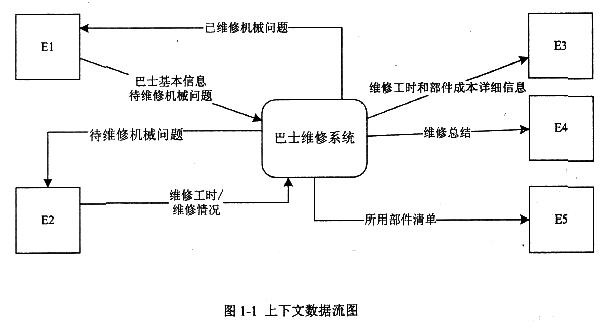 已维修机械问题
E1
E3
巴士基本信息
待维修机械问题
维修工时和部件成本详细信息
待维修机械问题
巴士维修系统
维修总结
E4
E2
维修工时/
维修情况
所用部件清单
E5
图 1-1 上下文数据流图